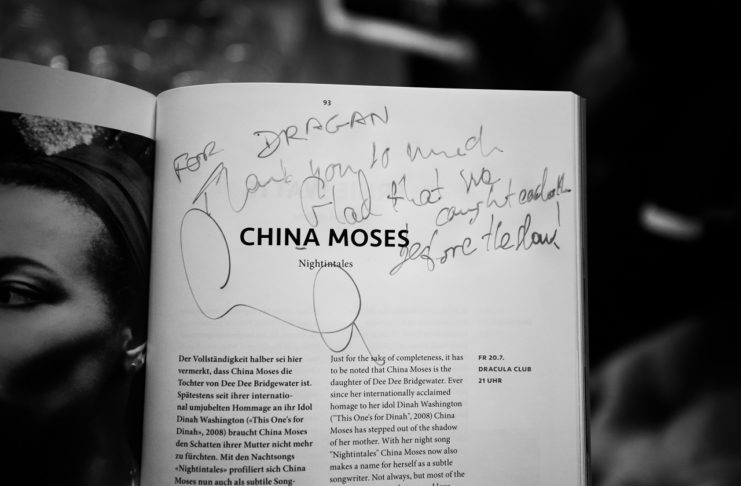 93
FOR DRAGAN
Thank you so much
Glad that we
caught eachoth
before the show!
CHINA MOSES
Nightintales
Der Vollständigkeit halber sei hier
vermerkt, dass China Moses die
Tochter von Dee Dee Bridgewater ist.
Spätestens seit ihrer internatio-
nal umjubelten Hommage an ihr Idol
Dinah Washington («This One's for
Dinah», 2008) braucht China Moses
den Schatten ihrer Mutter nicht mehr
zu fürchten. Mit den Nachtsongs
«Nightintales» profiliert sich China
Moses nun auch als subtile Song-
Just for the sake of completeness, it has
to be noted that China Moses is the
daughter of Dee Dee Bridgewater. Ever
since her internationally acclaimed
homage to her idol Dinah Washington
("This One's for Dinah", 2008) China
Moses has stepped out of the shadow
of her mother. With her night song
"Nightintales" China Moses now also
makes a name for herself as a subtle
songwriter. Not always, but most of the
FR 20.7.
DRACULA CLUB
21 UHR